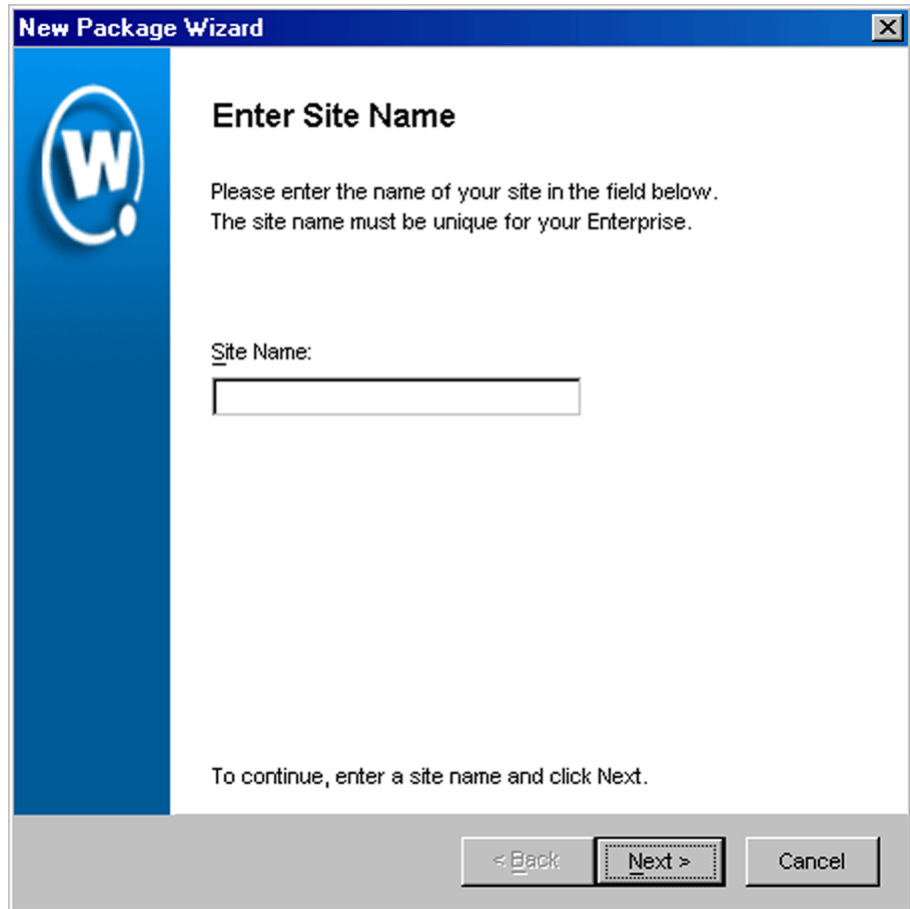 New Package Wizard
W
Enter Site Name
Please enter the name of your site in the field below.
The site name must be unique for your Enterprise.
Site Name:
To continue, enter a site name and click Next.
< Back
Next >
Cancel